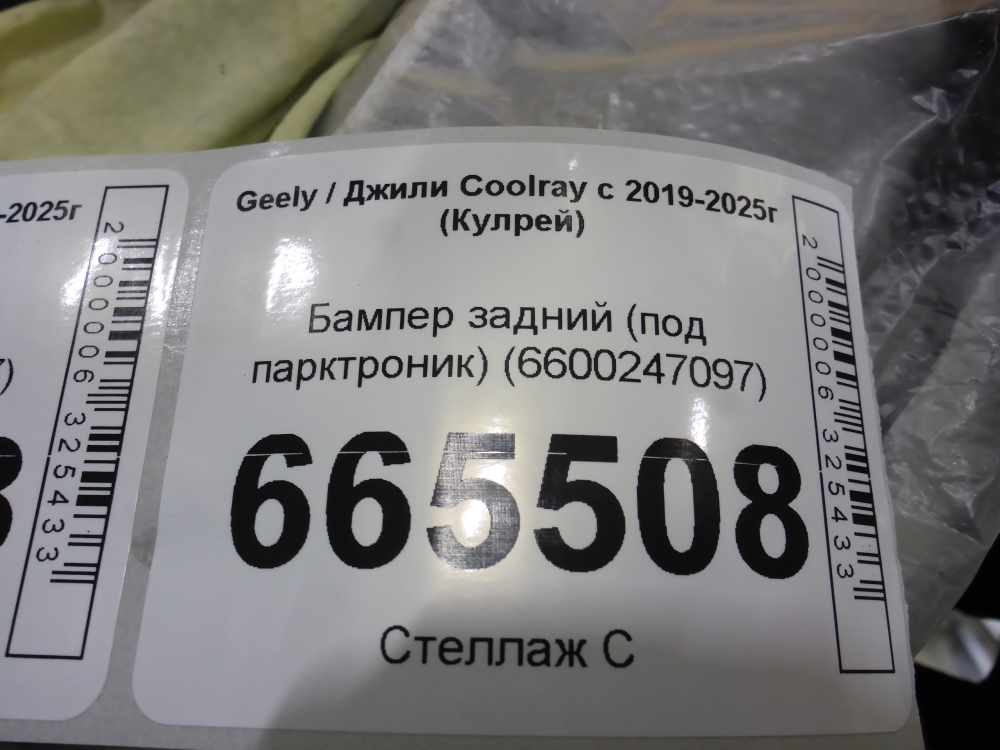 Geely / Джили Coolray с 2019-2025г
(Кулрей)
Бампер задний (под
парктроник) (6600247097)
665508
Стеллаж С
2000006325433
-2025г
2000006325433